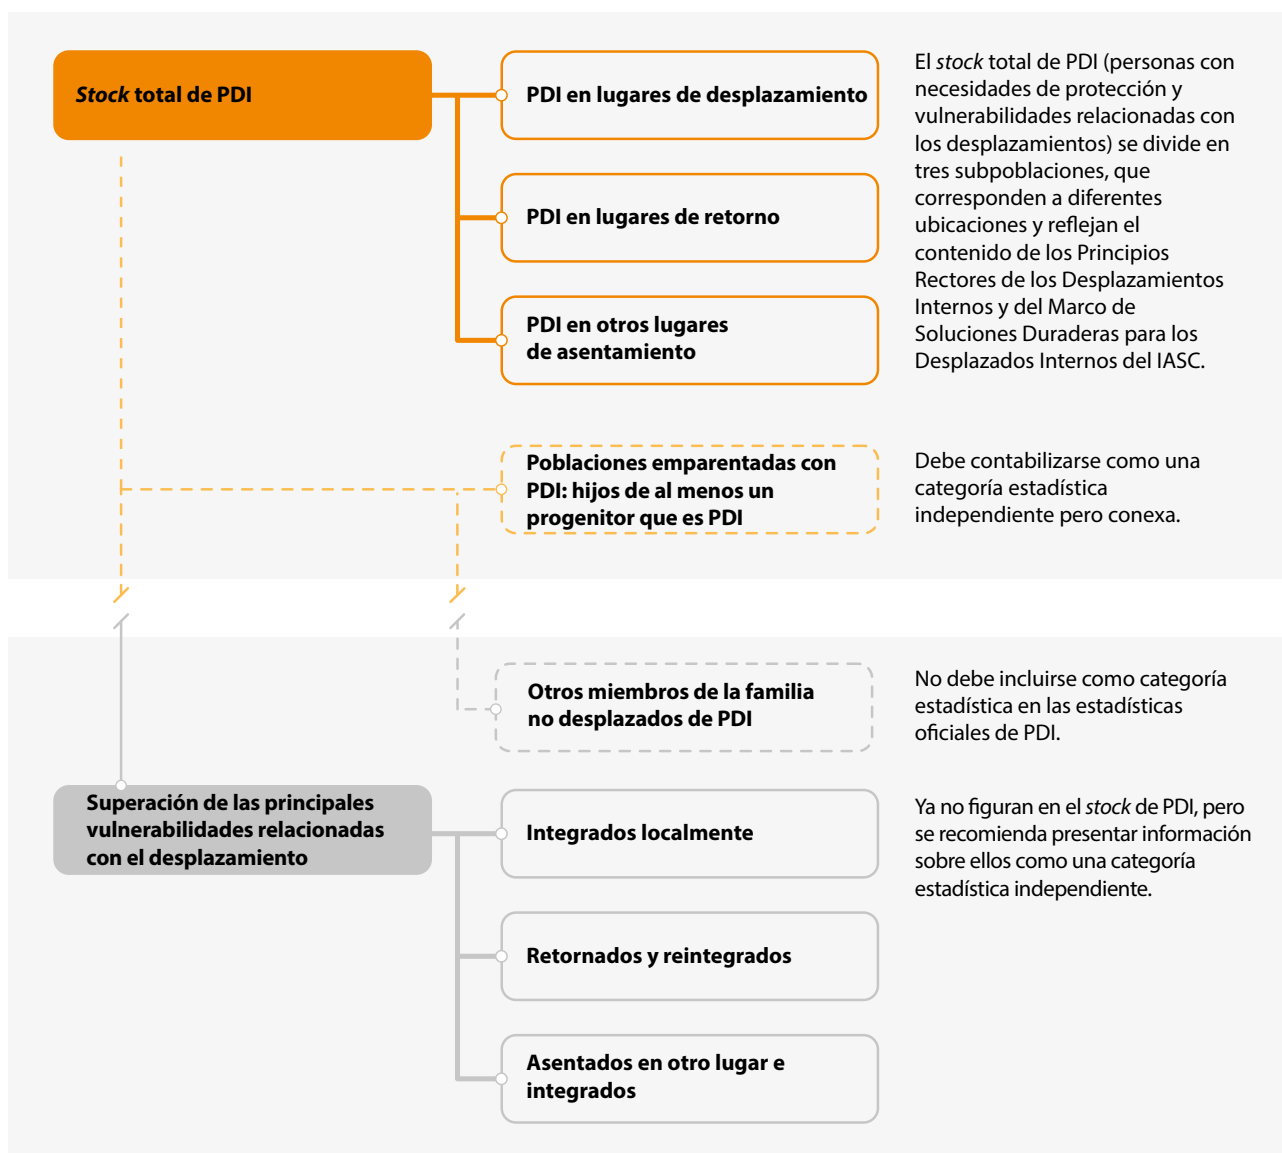 Stock total de PDI
PDI en lugares de desplazamiento
PDI en lugares de retorno
PDI en otros lugares
de asentamiento
El stock total de PDI (personas con
necesidades de protección y
vulnerabilidades relacionadas con
los desplazamientos) se divide en
tres subpoblaciones, que
corresponden a diferentes
ubicaciones y reflejan el
contenido de los Principios
Rectores de los Desplazamientos
Internos y del Marco de
Soluciones Duraderas para los
Desplazados Internos del IASC.
Poblaciones emparentadas con
PDI: hijos de al menos un
progenitor que es PDI
Debe contabilizarse como una
categoría estadística
independiente pero conexa.
Otros miembros de la familia
no desplazados de PDI
No debe incluirse como categoría
estadística en las estadísticas
oficiales de PDI.
Superación de las principales
vulnerabilidades relacionadas
con el desplazamiento
Integrados localmente
Retornados y reintegrados
Asentados en otro lugar e
integrados
Ya no figuran en el stock de PDI, pero
se recomienda presentar información
sobre ellos como una categoría
estadística independiente.